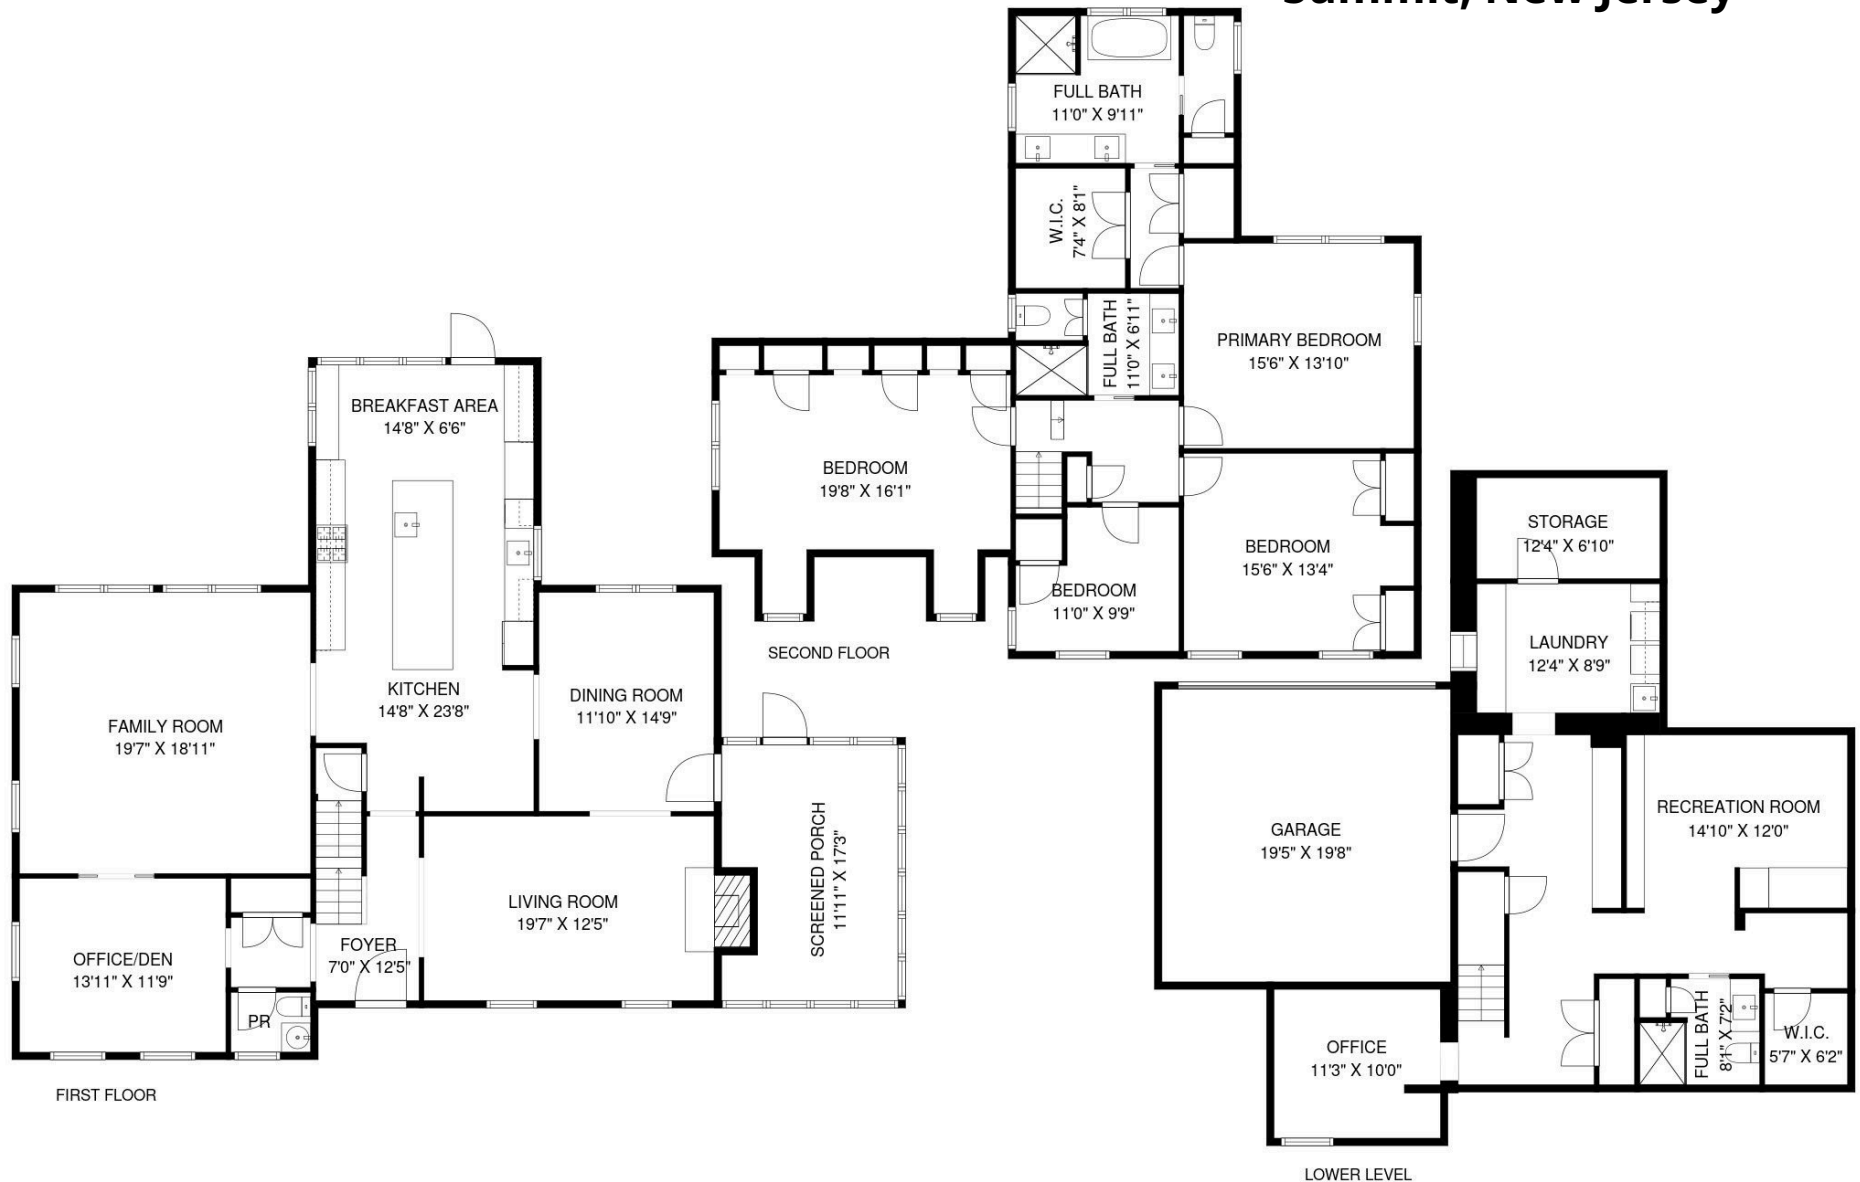 Summit, New Jersey
FULL BATH
11'0" X 9'11"
W.I.C.
7'4" X 8'1"
FULL BATH
11'0" X 6'11"
PRIMARY BEDROOM
15'6" X 13'10"
BEDROOM
19'8" X 16'1"
BEDROOM
15'6" X 13'4"
BEDROOM
11'0" X 9'9"
SECOND FLOOR
BREAKFAST AREA
14'8" X 6'6"
KITCHEN
14'8" X 23'8"
FAMILY ROOM
19'7" X 18'11"
DINING ROOM
11'10" X 14'9"
SCREENED PORCH
11'11" X 17'3"
LIVING ROOM
19'7" X 12'5"
FOYER
7'0" X 12'5"
OFFICE/DEN
13'11" X 11'9"
PR
FIRST FLOOR
STORAGE
12'4" X 6'10"
LAUNDRY
12'4" X 8'9"
RECREATION ROOM
14'10" X 12'0"
GARAGE
19'5" X 19'8"
OFFICE
11'3" X 10'0"
FULL BATH
8'1" X 7'2"
W.I.C.
5'7" X 6'2"
LOWER LEVEL